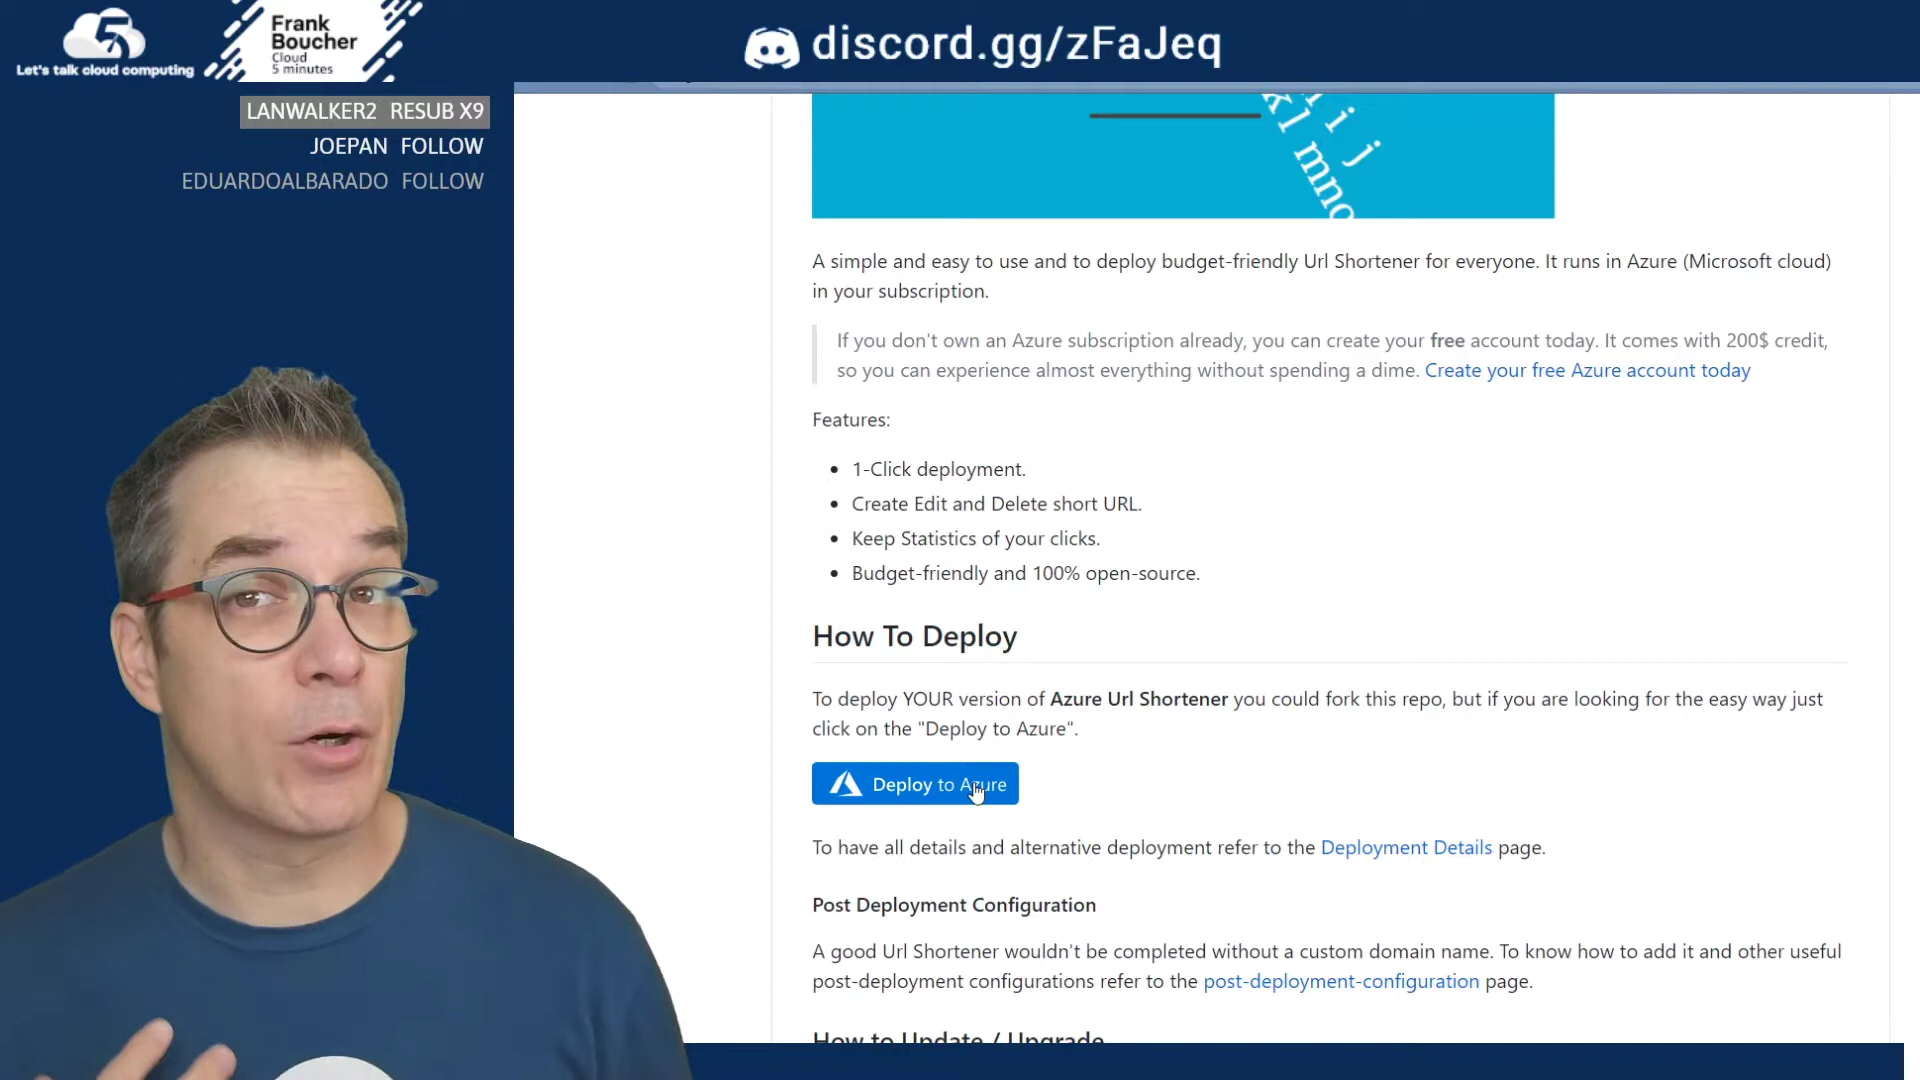 5
Let's talk cloud computing
Frank
Boucher
Cloud
5 minutes
discord.gg/zFaJeq
LANWALKER2 RESUB X9
JOEPAN FOLLOW
EDUARDOALBARADO FOLLOW
i j
k l mno
A simple and easy to use and to deploy budget-friendly Url Shortener for everyone. It runs in Azure (Microsoft cloud)
in your subscription.
If you don't own an Azure subscription already, you can create your free account today. It comes with 200$ credit,
so you can experience almost everything without spending a dime. Create your free Azure account today
Features:
• 1-Click deployment.
• Create Edit and Delete short URL.
• Keep Statistics of your clicks.
• Budget-friendly and 100% open-source.
How To Deploy
To deploy YOUR version of Azure Url Shortener you could fork this repo, but if you are looking for the easy way just
click on the "Deploy to Azure".
Deploy to Azure
To have all details and alternative deployment refer to the Deployment Details page.
Post Deployment Configuration
A good Url Shortener wouldn't be completed without a custom domain name. To know how to add it and other useful
post-deployment configurations refer to the post-deployment-configuration page.
How to Update / Upgrade